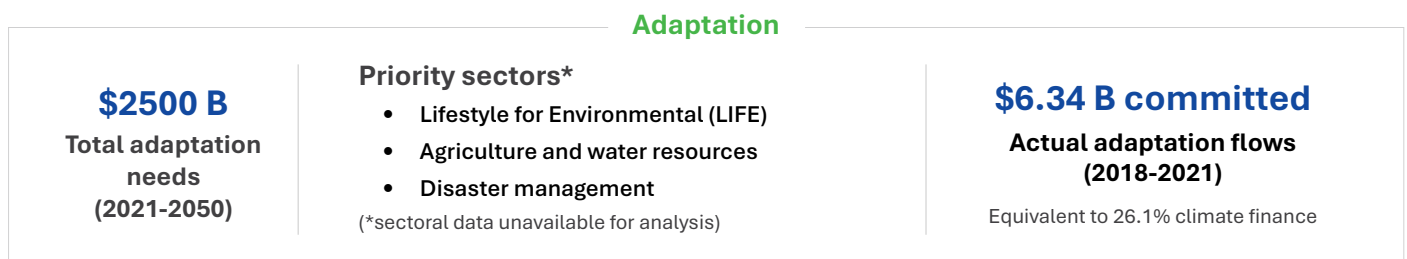 Adaptation
$2500 B
Total adaptation
needs
(2021-2050)
Priority sectors*
• Lifestyle for Environmental (LIFE)
• Agriculture and water resources
• Disaster management
(*sectoral data unavailable for analysis)
$6.34 B committed
Actual adaptation flows
(2018-2021)
Equivalent to 26.1% climate finance